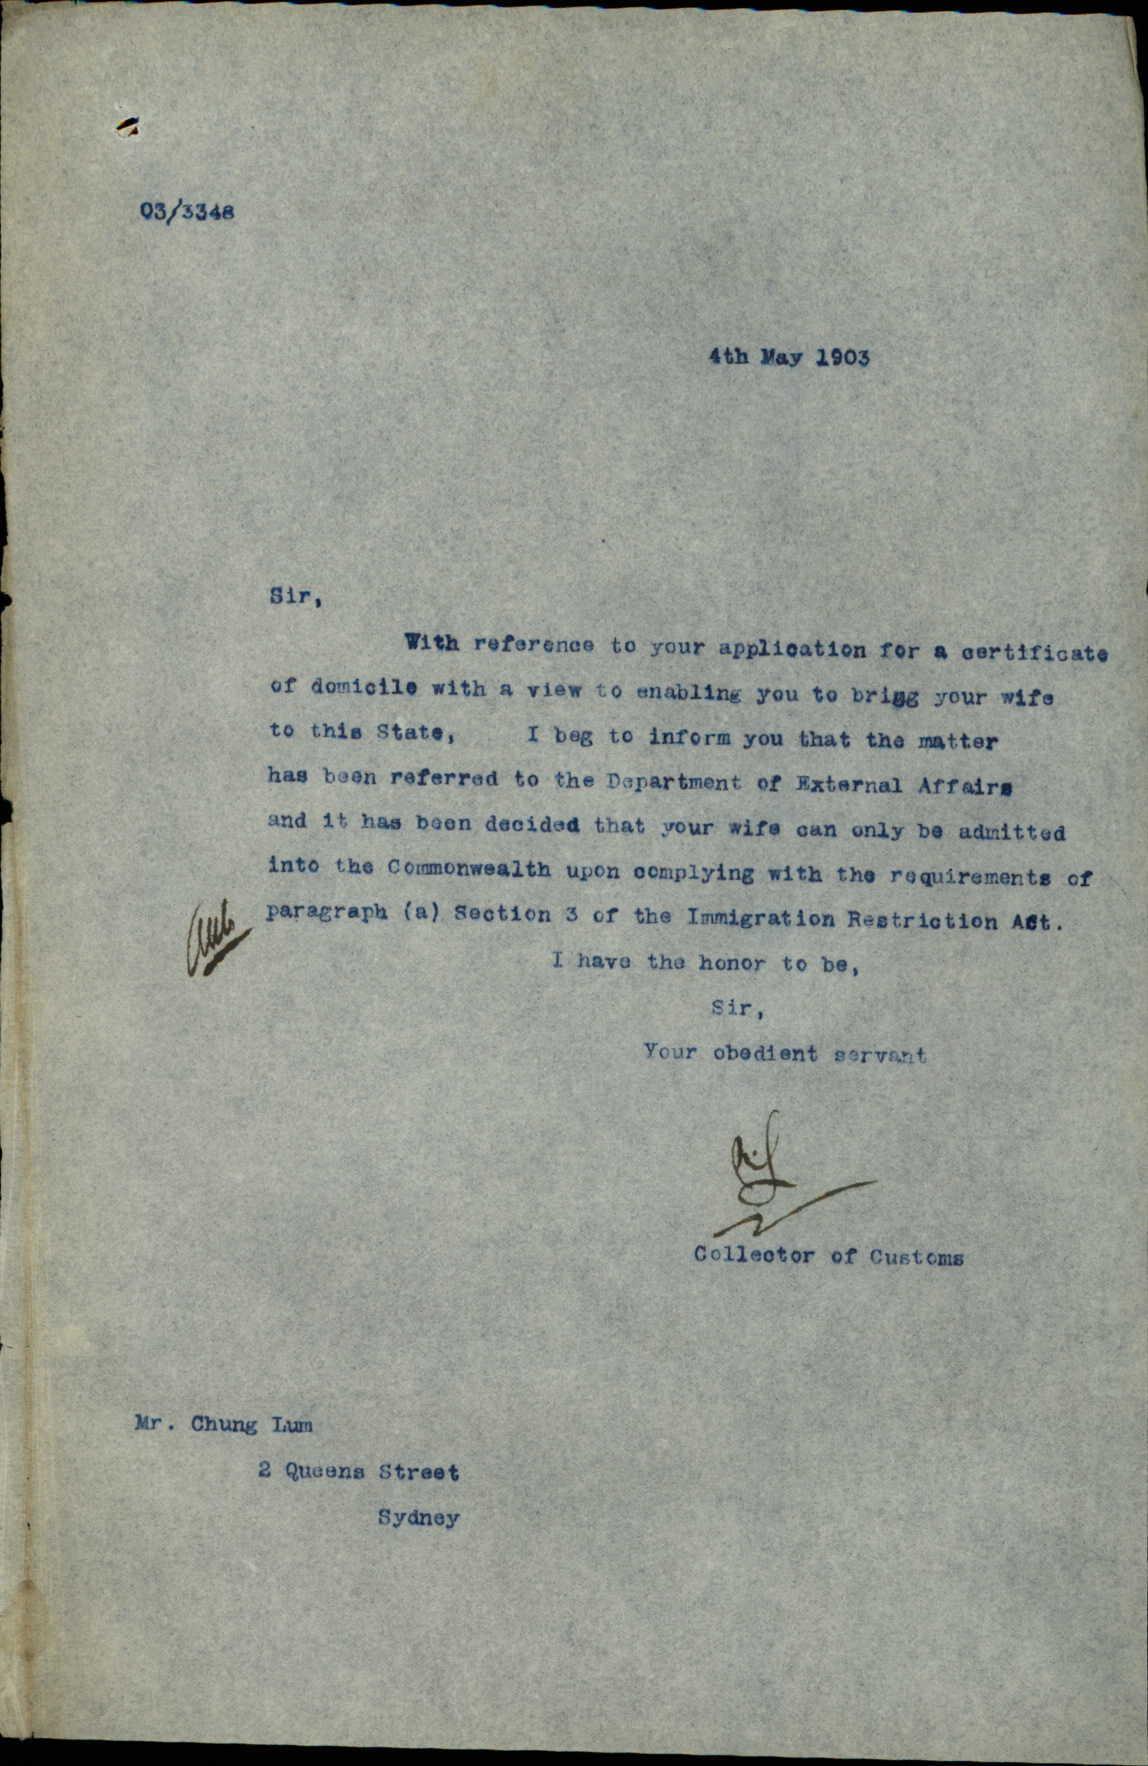 03/3348
4th May 1903
Sir,
With reference to your application for a certificate
of domicile with a view to enabling you to bring your wife
to this State, I beg to inform you that the matter
has been referred to the Department of External Affairs
and it has been decided that your wife can only be admitted
into the Commonwealth upon complying with the requirements of
paragraph (a) Section 3 of the Immigration Restriction Act.
I have the honor to be,
Sir,
Your obedient servant
Collector of Customs
Mr. Chung Lum
2 Queens Street
Sydney